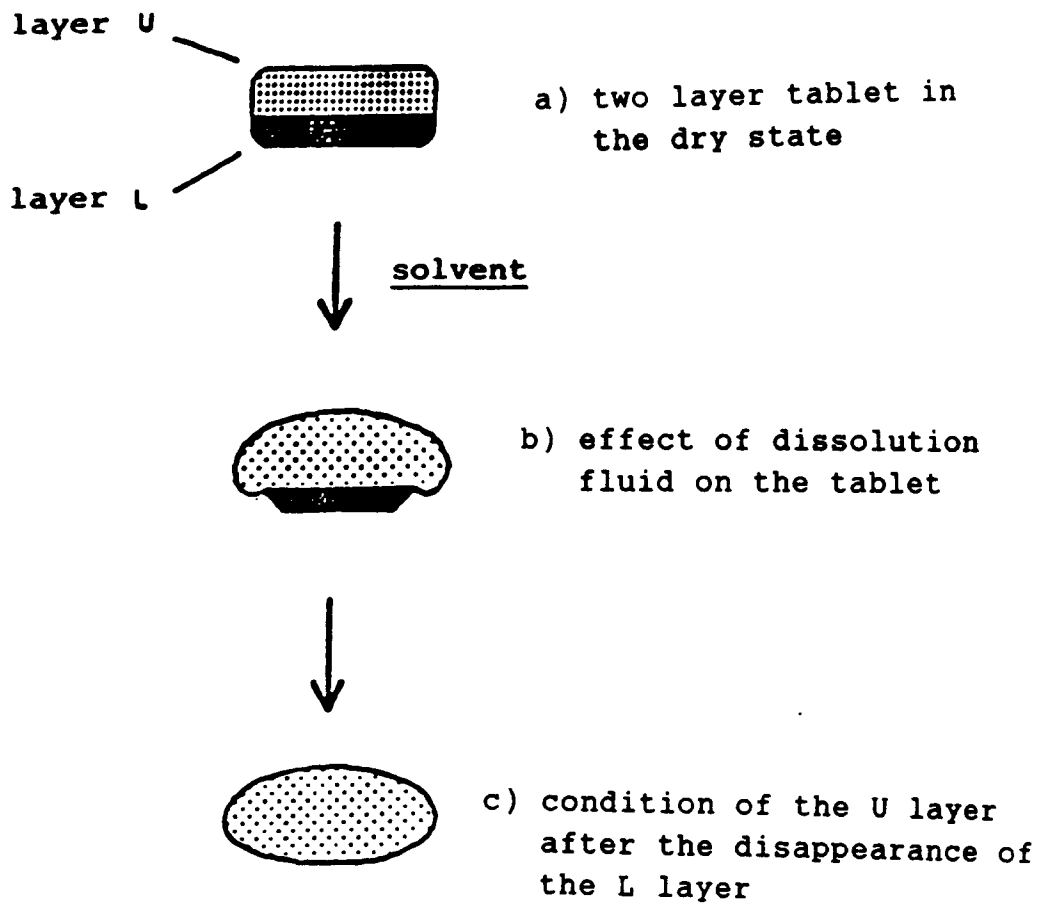 layer U
a) two layer tablet in
the dry state
layer L
solvent
b) effect of dissolution
fluid on the tablet
c) condition of the U layer
after the disappearance of
the L layer